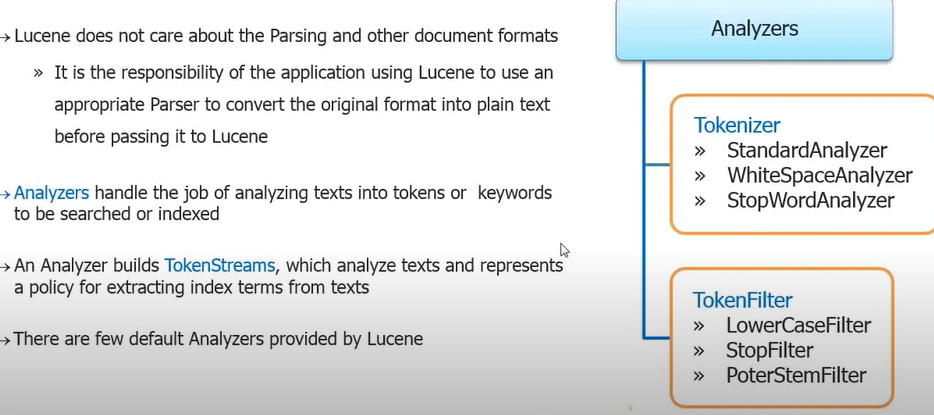 → Lucene does not care about the Parsing and other document formats
» It is the responsibility of the application using Lucene to use an
appropriate Parser to convert the original format into plain text
before passing it to Lucene
→ Analyzers handle the job of analyzing texts into tokens or keywords
to be searched or indexed
→ An Analyzer builds TokenStreams, which analyze texts and represents
a policy for extracting index terms from texts
→ There are few default Analyzers provided by Lucene
Analyzers
Tokenizer
» StandardAnalyzer
» WhiteSpaceAnalyzer
» StopWordAnalyzer
TokenFilter
» LowerCaseFilter
» StopFilter
» PoterStemFilter